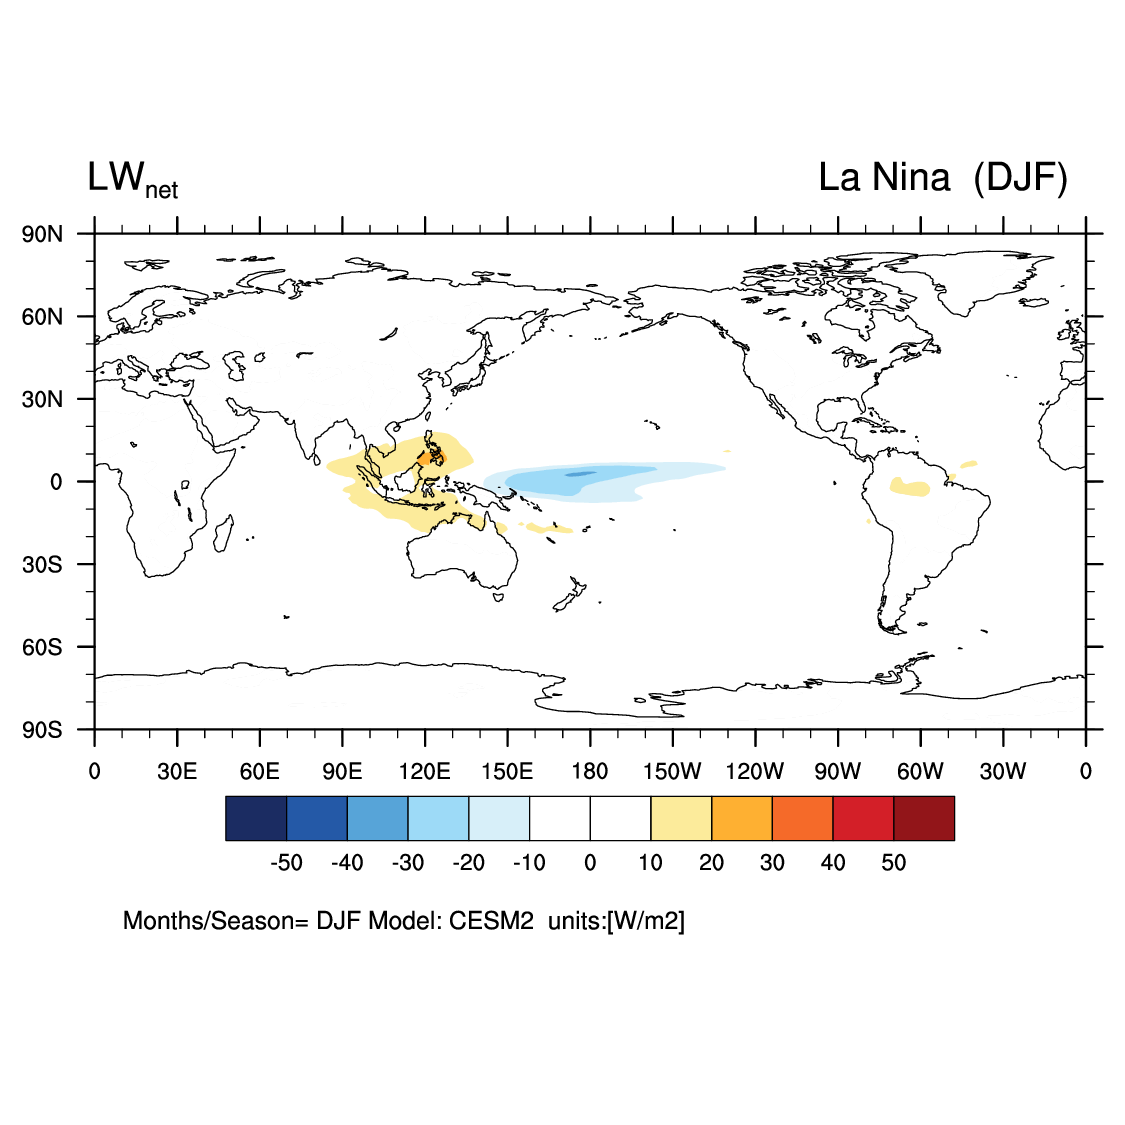 LWnet
La Nina (DJF)
90N
60N
30N
0
30S
60S
90S
0 30E 60E 90E 120E 150E 180 150W 120W 90W 60W 30W 0
-50 -40 -30 -20 -10 0 10 20 30 40 50
Months/Season= DJF Model: CESM2 units:[W/m2]